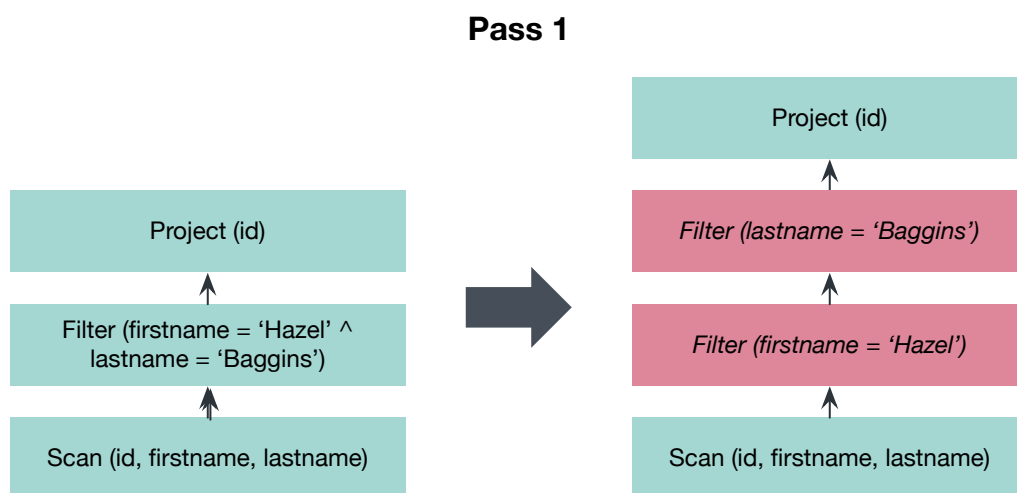 Pass 1
Project (id)
Filter (firstname = ‘Hazel’ ^
lastname = ‘Baggins’)
Scan (id, firstname, lastname)
Project (id)
Filter (lastname = ‘Baggins’)
Filter (firstname = ‘Hazel’)
Scan (id, firstname, lastname)